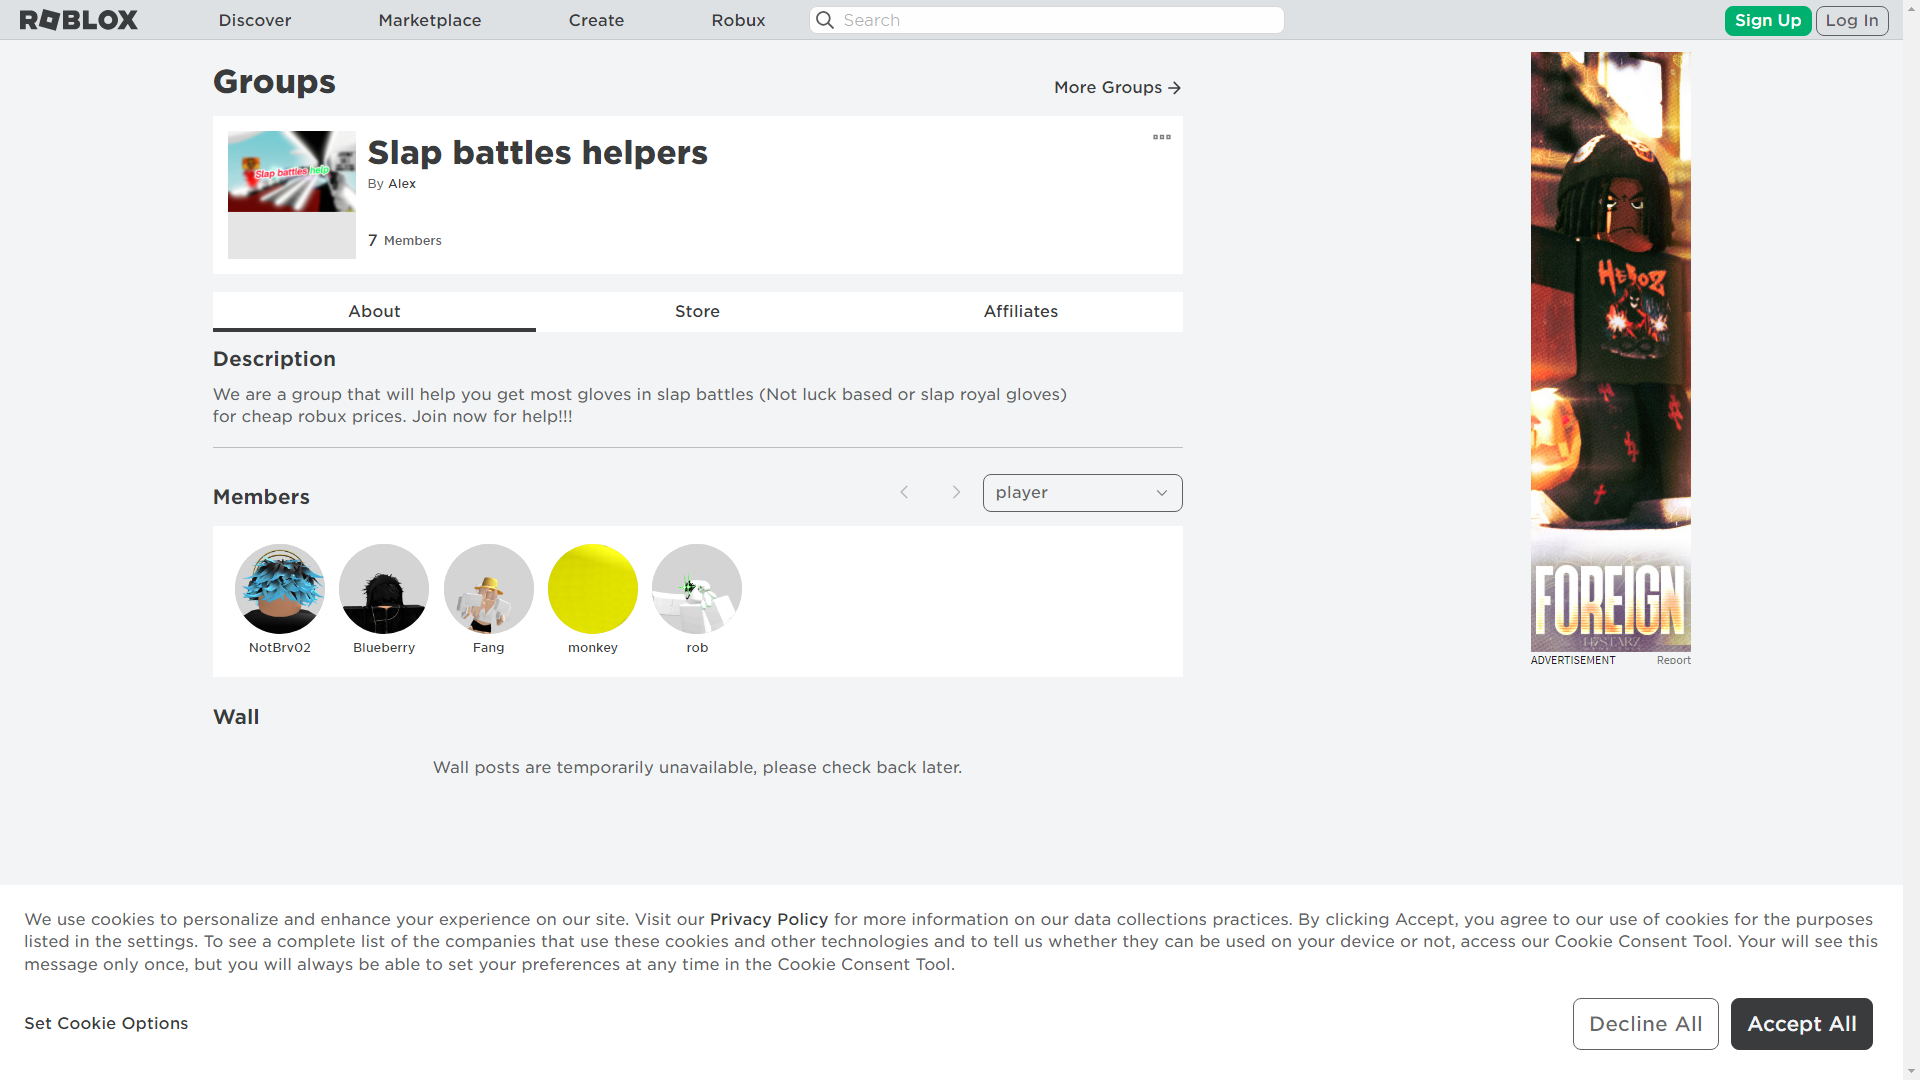 ROBLOX
Discover
Marketplace
Create
Robux
Search
Sign Up
Log In
Groups
More Groups
Slap battles help
Slap battles helpers
By Alex
7 Members
About
Store
Affiliates
Description
We are a group that will help you get most gloves in slap battles (Not luck based or slap royal gloves)
for cheap robux prices. Join now for help!!!
Members
player
NotBrv02
Blueberry
Fang
monkey
rob
Wall
Wall posts are temporarily unavailable, please check back later.
FOREIGN
ADVERTISEMENT
Report
We use cookies to personalize and enhance your experience on our site. Visit our Privacy Policy for more information on our data collections practices. By clicking Accept, you agree to our use of cookies for the purposes
listed in the settings. To see a complete list of the companies that use these cookies and other technologies and to tell us whether they can be used on your device or not, access our Cookie Consent Tool. Your will see this
message only once, but you will always be able to set your preferences at any time in the Cookie Consent Tool.
Set Cookie Options
Decline All
Accept All